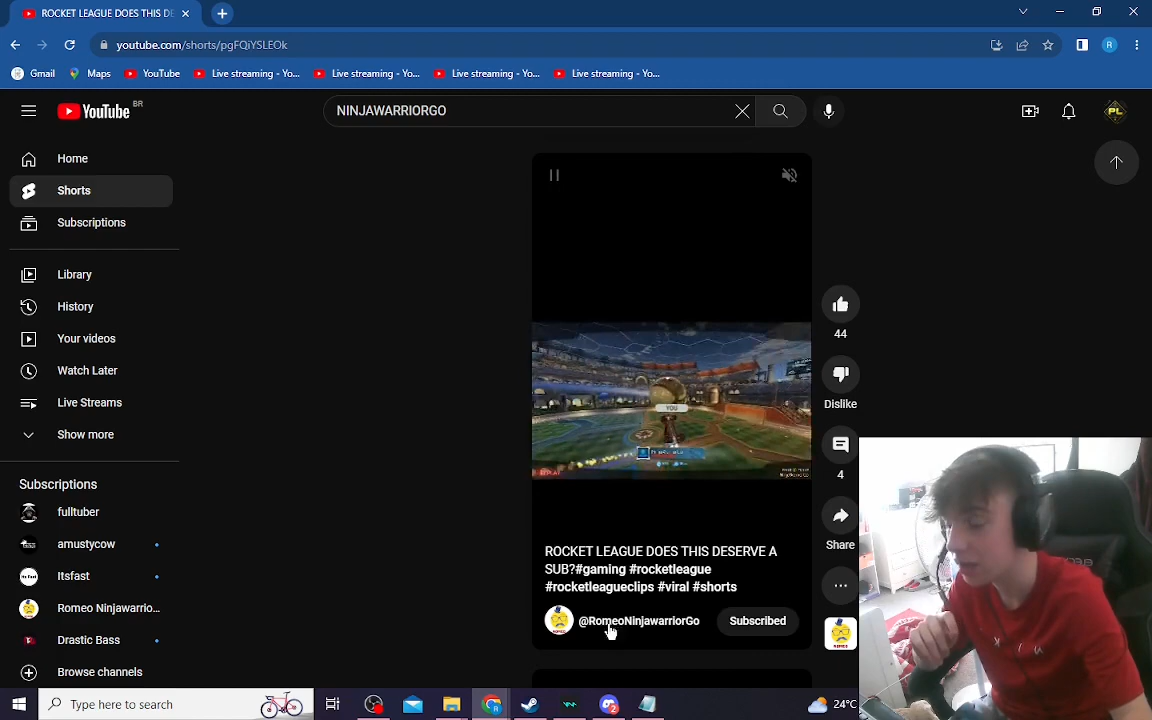 ROCKET LEAGUE DOES THIS DE
youtube.com/shorts/pgFQiYSLEOk
R
Gmail
Maps
YouTube
Live streaming - Yo...
Live streaming - Yo...
Live streaming - Yo...
Live streaming - Yo...
YouTube
BR
NINJAWARRIORGO
PL
Home
Shorts
Subscriptions
Library
History
Your videos
Watch Later
Live Streams
Show more
Subscriptions
fulltuber
amustycow
Itsfast
Romeo Ninjawarrio...
Drastic Bass
Browse channels
YOU
44
Dislike
4
Share
ROCKET LEAGUE DOES THIS DESERVE A
SUB?#gaming #rocketleague
#rocketleagueclips #viral #shorts
@RomeoNinjawarriorGo
Subscribed
Type here to search
2
24°C